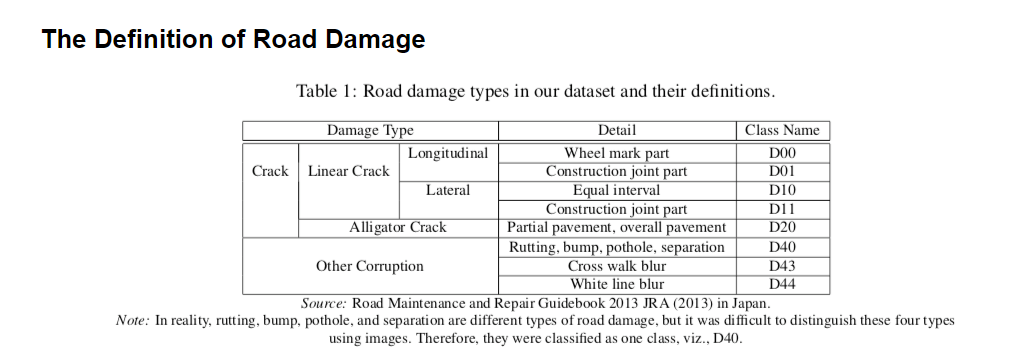 The Definition of Road Damage
Table 1: Road damage types in our dataset and their definitions.
Damage Type Detail Class Name
Crack Linear Crack Longitudinal Wheel mark part D00
Construction joint part D01
Lateral Equal interval D10
Construction joint part D11
Alligator Crack Partial pavement, overall pavement D20
Other Corruption Rutting, bump, pothole, separation D40
Cross walk blur D43
White line blur D44
Source: Road Maintenance and Repair Guidebook 2013 JRA (2013) in Japan.
Note: In reality, rutting, bump, pothole, and separation are different types of road damage, but it was difficult to distinguish these four types
using images. Therefore, they were classified as one class, viz., D40.